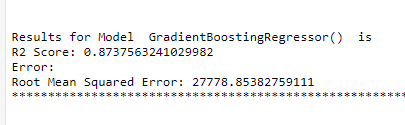 Results for Model  GradientBoostingRegressor()  is
R2 Score: 0.8737563241029982
Error:
Root Mean Squared Error: 27778.85382759111
*******************************************************